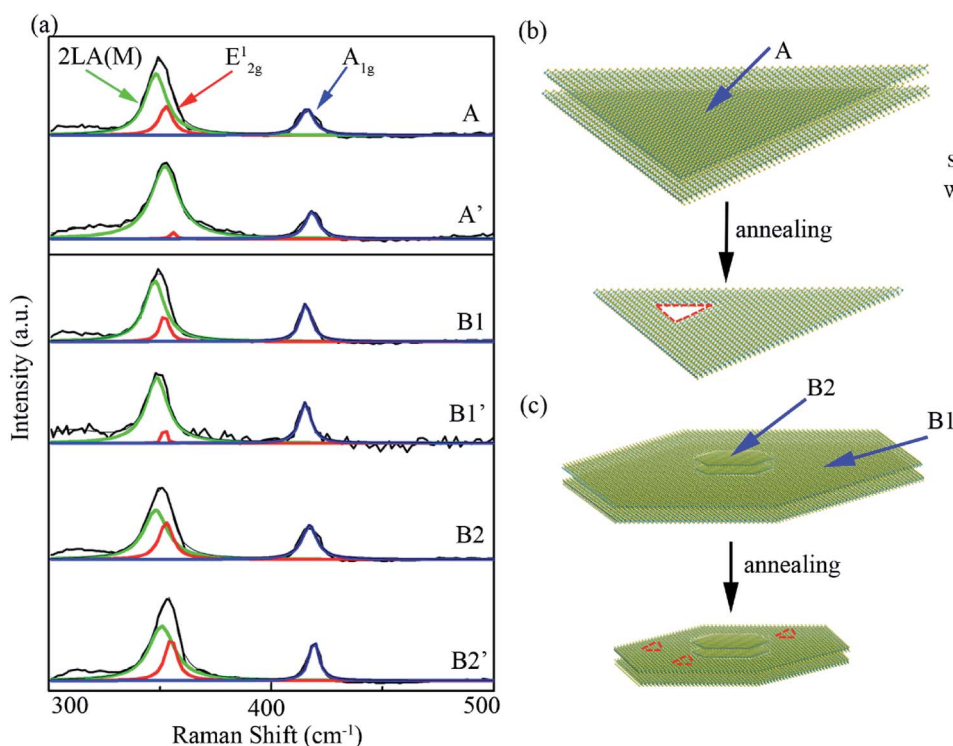 (a)
2LA(M)
E¹₂g
A₁g
A
A’
B1
B1’
B2
B2’
Intensity (a.u.)
300 400 500
Raman Shift (cm⁻¹)
(b)
A
annealing
(c)
B2
B1
annealing
s
w